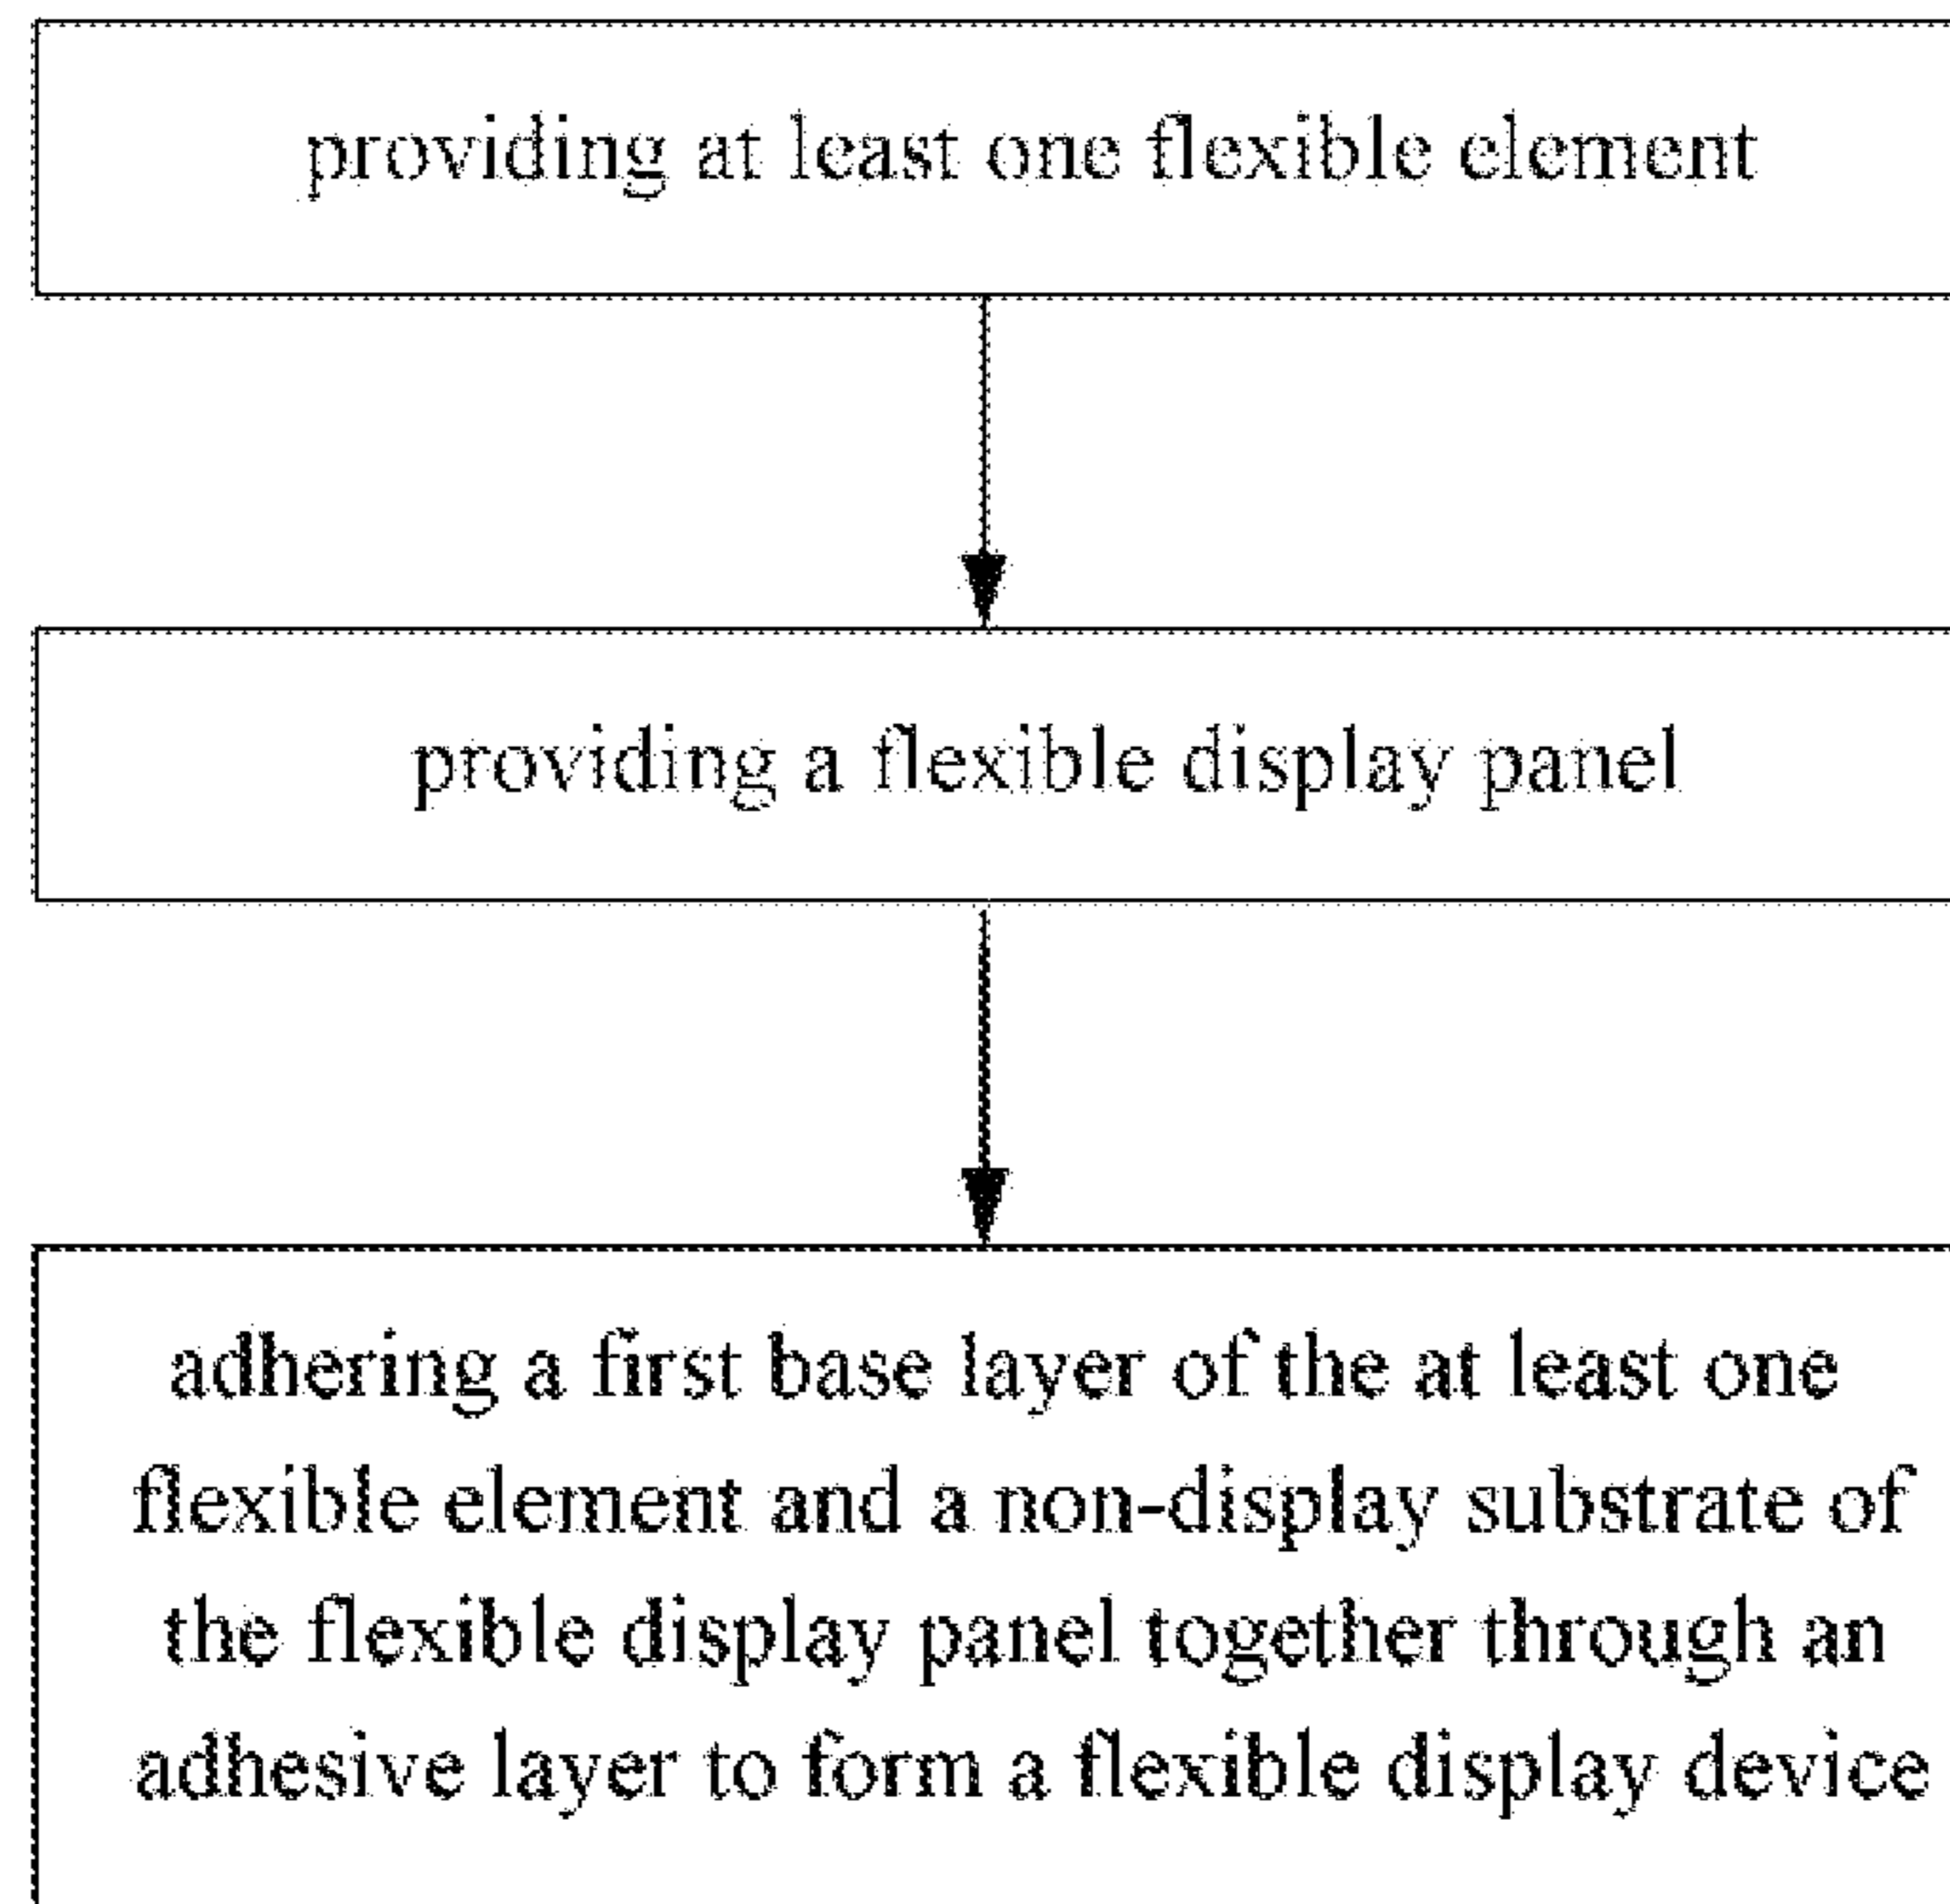 providing at least one flexible element
providing a flexible display panel
adhering a first base layer of the at least one
flexible element and a non-display substrate of
the flexible display panel together through an
adhesive layer to form a flexible display device